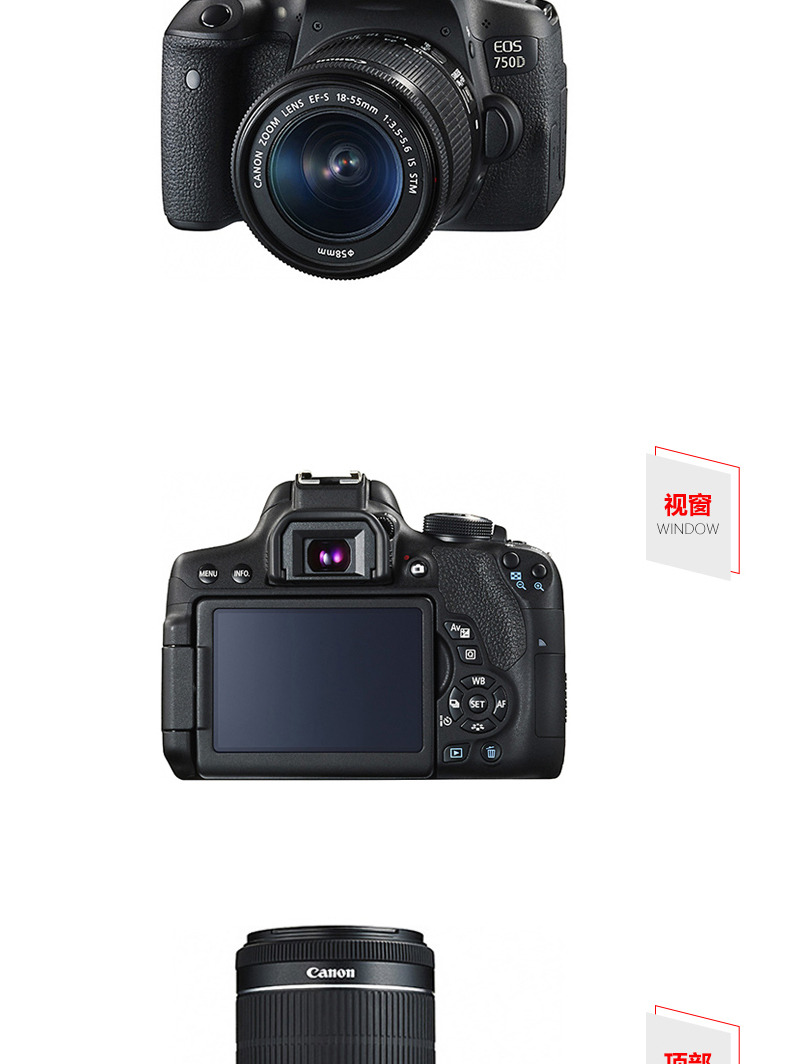 EOS
750D
Canon
CANON ZOOM LENS EF-S 18-55mm 1:3.5-5.6 IS STM
Φ58mm
视窗
WINDOW
MENU
INFO.
Av
WB
SET
AF
Canon
顶部